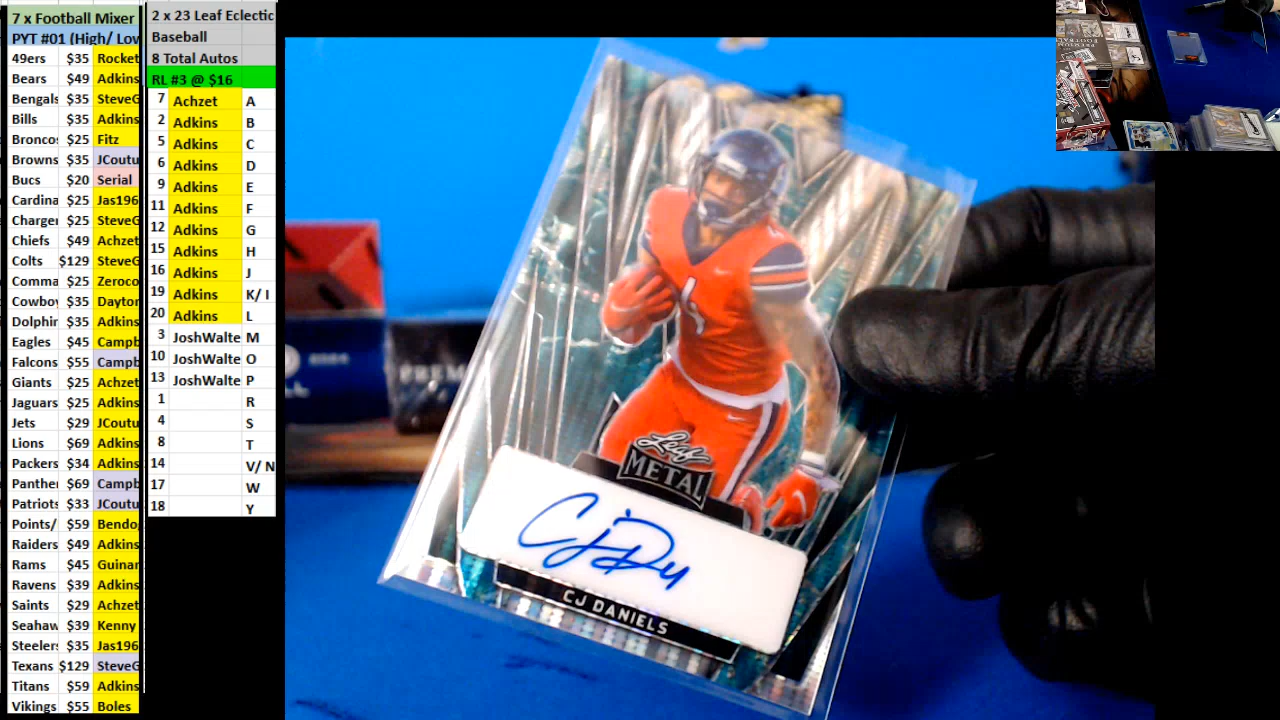 7 x Football Mixer
PYT #01 (High/ Lov
49ers $35 Rocket
Bears $49 Adkins
Bengals $35 SteveG
Bills $35 Adkins
Broncos $25 Fitz
Browns $35 JCoutu
Bucs $20 Serial
Cardina $25 Jas196
Charger $25 SteveG
Chiefs $49 Achzet
Colts $129 SteveG
Comma $25 Zeroco
Cowboy $35 Dayton
Dolphin $35 Adkins
Eagles $45 Campb
Falcons $55 Campb
Giants $25 Achzet
Jaguars $25 Adkins
Jets $29 JCoutu
Lions $69 Adkins
Packers $34 Adkins
Panthe $69 Campb
Patriots $33 JCoutu
Points/ $59 Bendo
Raiders $49 Adkins
Rams $45 Guinar
Ravens $39 Adkins
Saints $29 Achzet
Seahaw $39 Kenny
Steelers $35 Jas196
Texans $129 SteveG
Titans $59 Adkins
Vikings $55 Boles
2 x 23 Leaf Eclectic
Baseball
8 Total Autos
RL #3 @ $16
7 Achzet A
2 Adkins B
5 Adkins C
6 Adkins D
9 Adkins E
11 Adkins F
12 Adkins G
15 Adkins H
16 Adkins J
19 Adkins K/ I
20 Adkins L
3 JoshWalte M
10 JoshWalte O
13 JoshWalte P
1 R
4 S
8 T
14 V/ N
17 W
18 Y
Leaf
METAL
CJ DANIELS
PREM
FOOTBALL